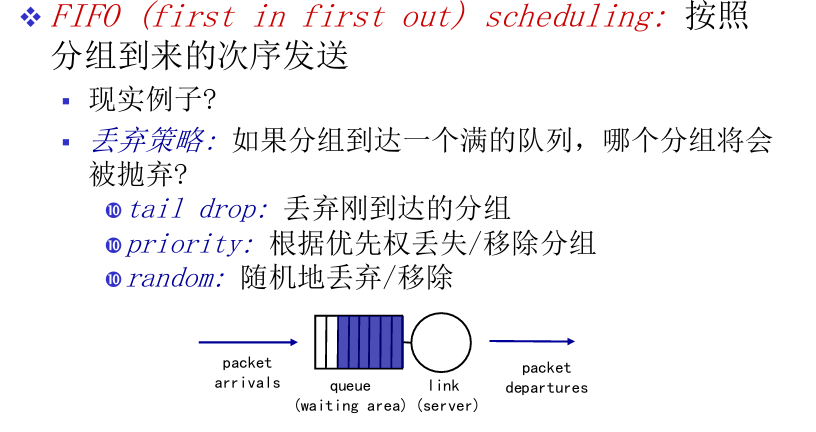 ❖ FIFO (first in first out) scheduling: 按照
分组到来的次序发送
▪ 现实例子?
▪ 丢弃策略: 如果分组到达一个满的队列，哪个分组将会
被抛弃?
❿ tail drop: 丢弃刚到达的分组
❿ priority: 根据优先权丢失/移除分组
❿ random: 随机地丢弃/移除
packet
arrivals
queue
(waiting area)
link
(server)
packet
departures